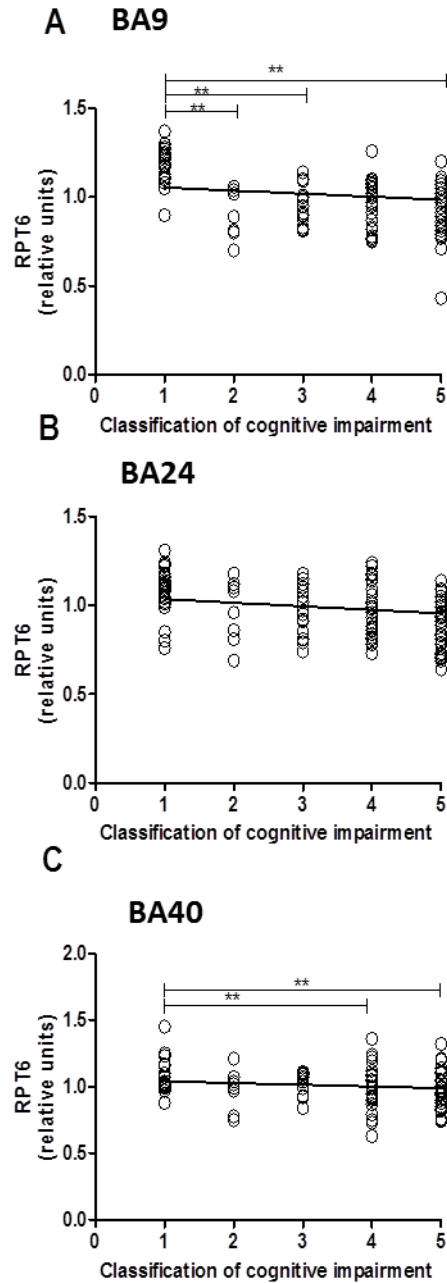 A BA9
**
**
**
1.5
1.0
0.5
0.0
RPT6
(relative units)
0 1 2 3 4 5
Classification of cognitive impairment
B BA24
1.5
1.0
0.5
0.0
RPT6
(relative units)
0 1 2 3 4 5
Classification of cognitive impairment
C BA40
**
**
2.0
1.5
1.0
0.5
0.0
RPT6
(relative units)
0 1 2 3 4 5
Classification of cognitive impairment